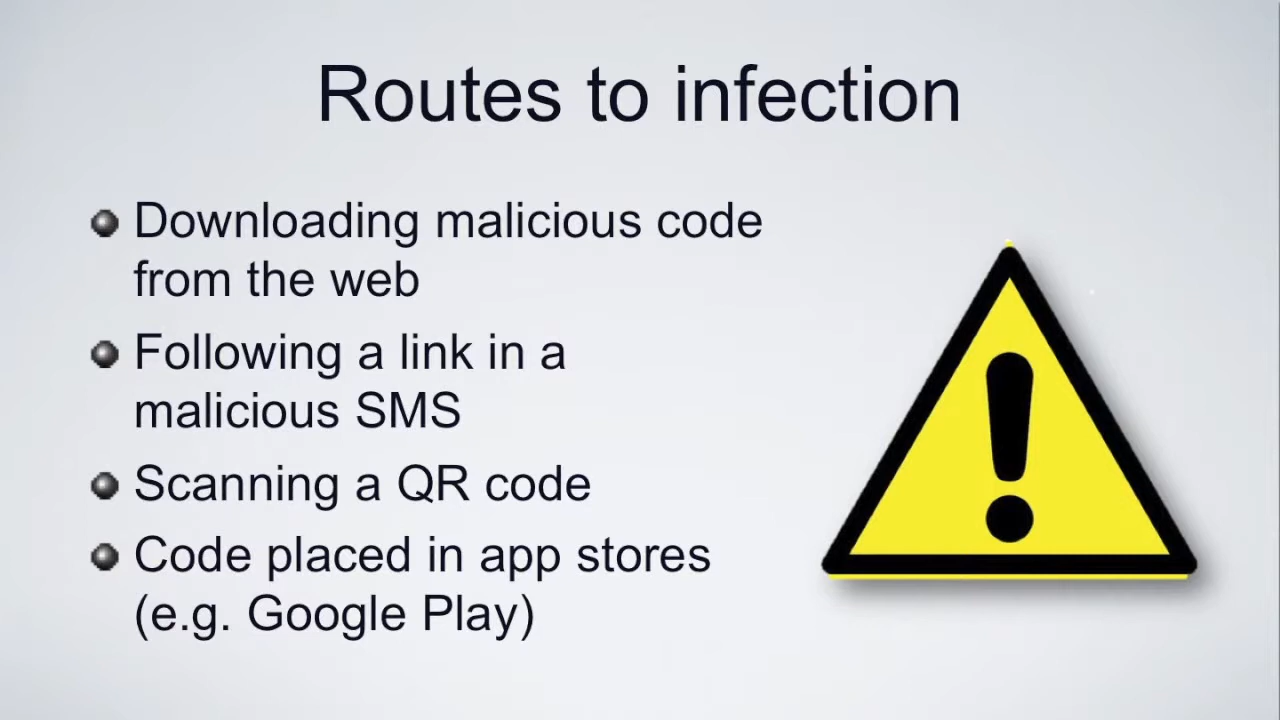 Routes to infection
Downloading malicious code
from the web
Following a link in a
malicious SMS
Scanning a QR code
Code placed in app stores
(e.g. Google Play)